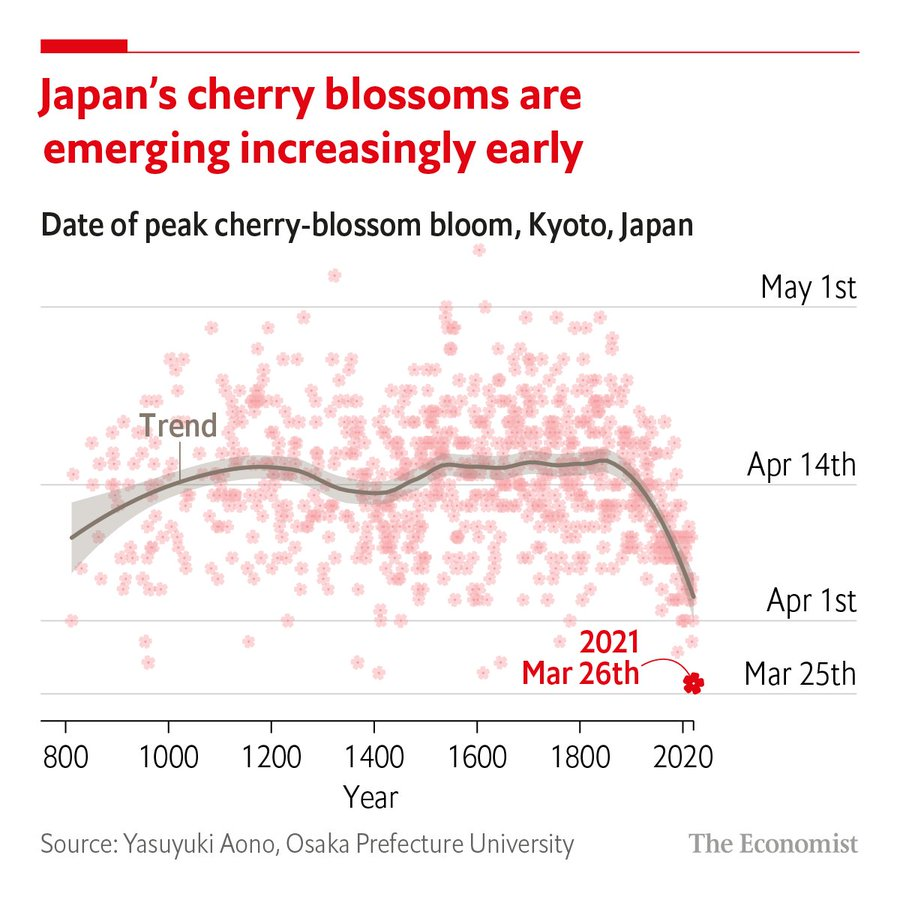 Japan’s cherry blossoms are
emerging increasingly early
Date of peak cherry-blossom bloom, Kyoto, Japan
May 1st
Trend
Apr 14th
Apr 1st
2021
Mar 26th
Mar 25th
800 1000 1200 1400 1600 1800 2020
Year
Source: Yasuyuki Aono, Osaka Prefecture University
The Economist